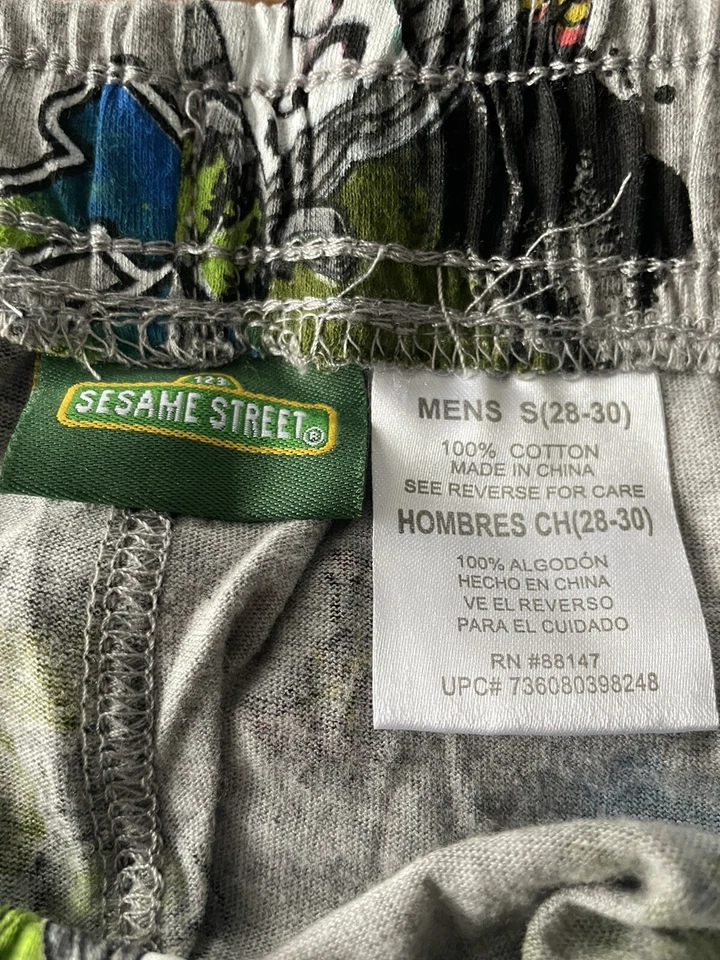 123
SESAME STREET®
MENS S(28-30)
100% COTTON
MADE IN CHINA
SEE REVERSE FOR CARE
HOMBRES CH(28-30)
100% ALGODÓN
HECHO EN CHINA
VE EL REVERSO
PARA EL CUIDADO
RN #88147
UPC# 736080398248